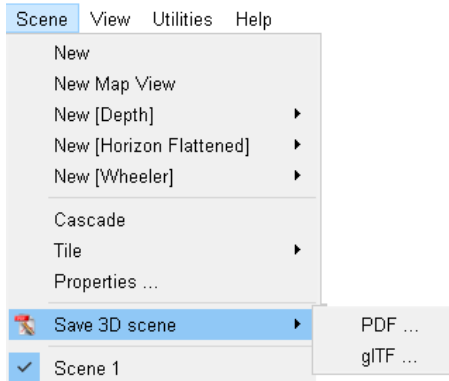 Scene View Utilities Help
New
New Map View
New [Depth]
New [Horizon Flattened]
New [Wheeler]
Cascade
Tile
Properties ...
Save 3D scene
PDF ...
glTF ...
Scene 1